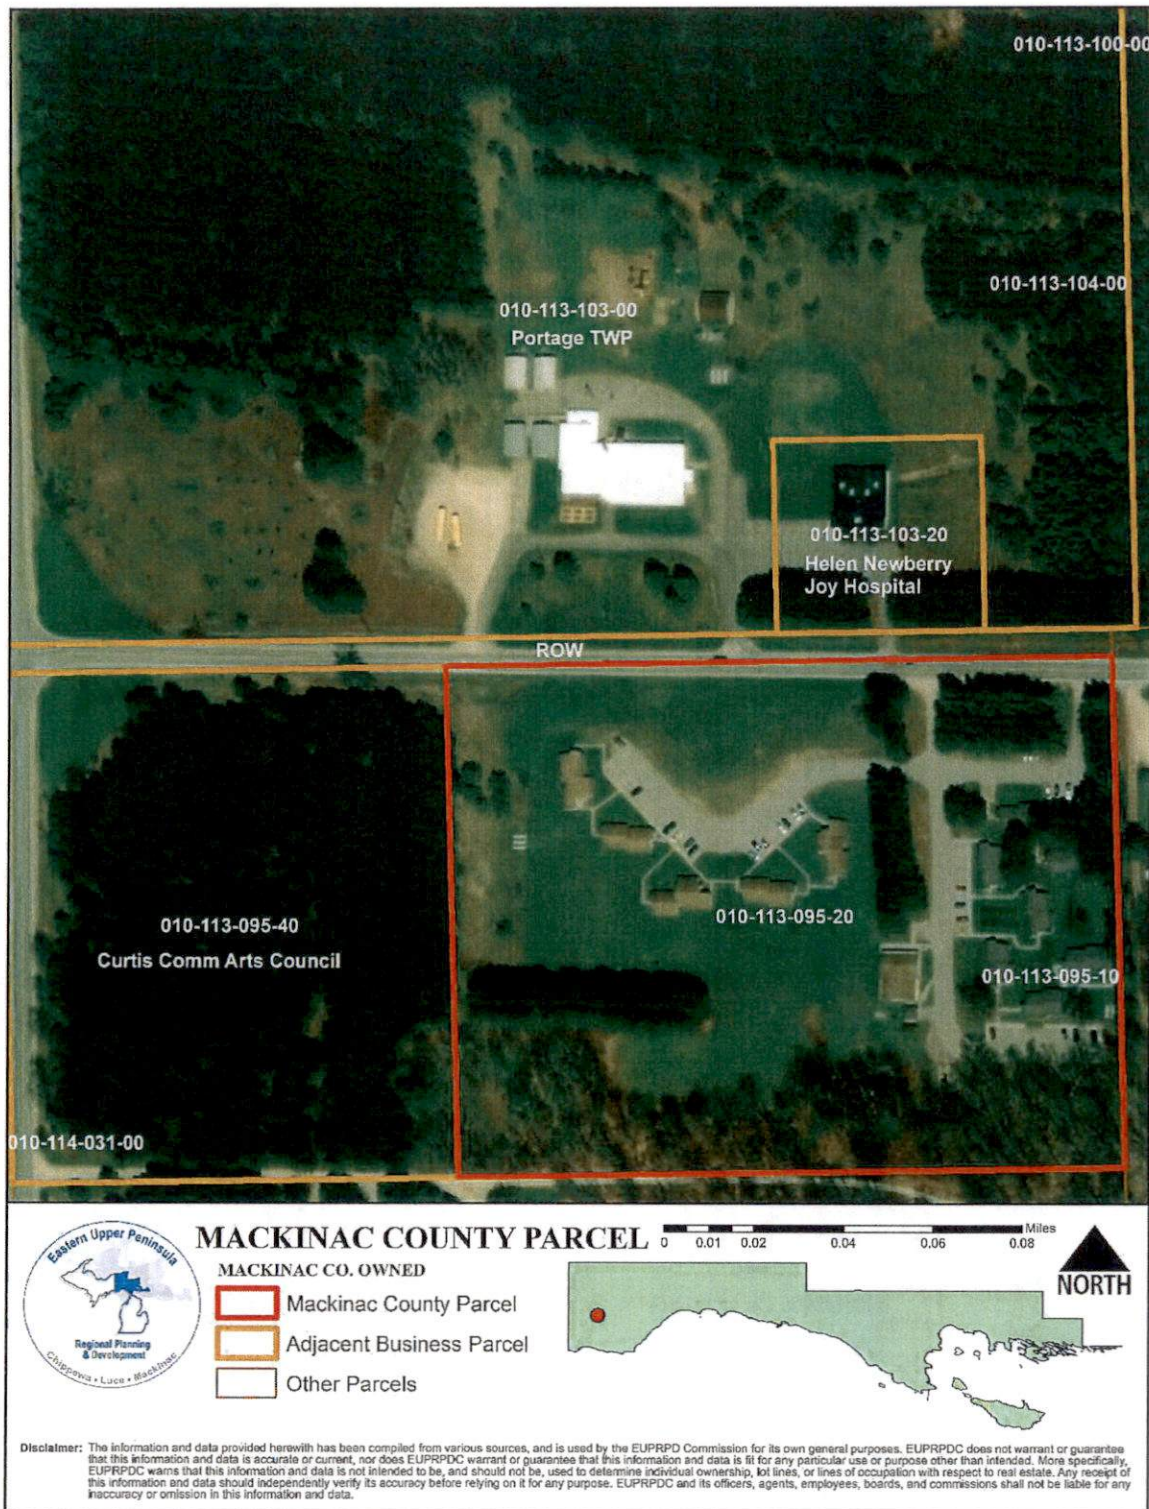 010-113-100-00
010-113-104-00
010-113-103-00
Portage TWP
010-113-103-20
Helen Newberry
Joy Hospital
ROW
010-113-095-20
010-113-095-40
Curtis Comm Arts Council
010-113-095-10
010-114-031-00
Eastern Upper Peninsula
Regional Planning
& Development
Chippewa • Luce • Mackinac
MACKINAC COUNTY PARCEL
MACKINAC CO. OWNED
Mackinac County Parcel
Adjacent Business Parcel
Other Parcels
Miles
0 0.01 0.02 0.04 0.06 0.08
NORTH
Disclaimer: The information and data provided herewith has been compiled from various sources, and is used by the EUPRPD Commission for its own general purposes. EUPRPDC does not warrant or guarantee
that this information and data is accurate or current, nor does EUPRPDC warrant or guarantee that this information and data is fit for any particular use or purpose other than intended. More specifically,
EUPRPDC warns that this information and data is not intended to be, and should not be, used to determine individual ownership, lot lines, or lines of occupation with respect to real estate. Any receipt of
this information and data should independently verify its accuracy before relying on it for any purpose. EUPRPDC and its officers, agents, employees, boards, and commissions shall not be liable for any
inaccuracy or omission in this information and data.